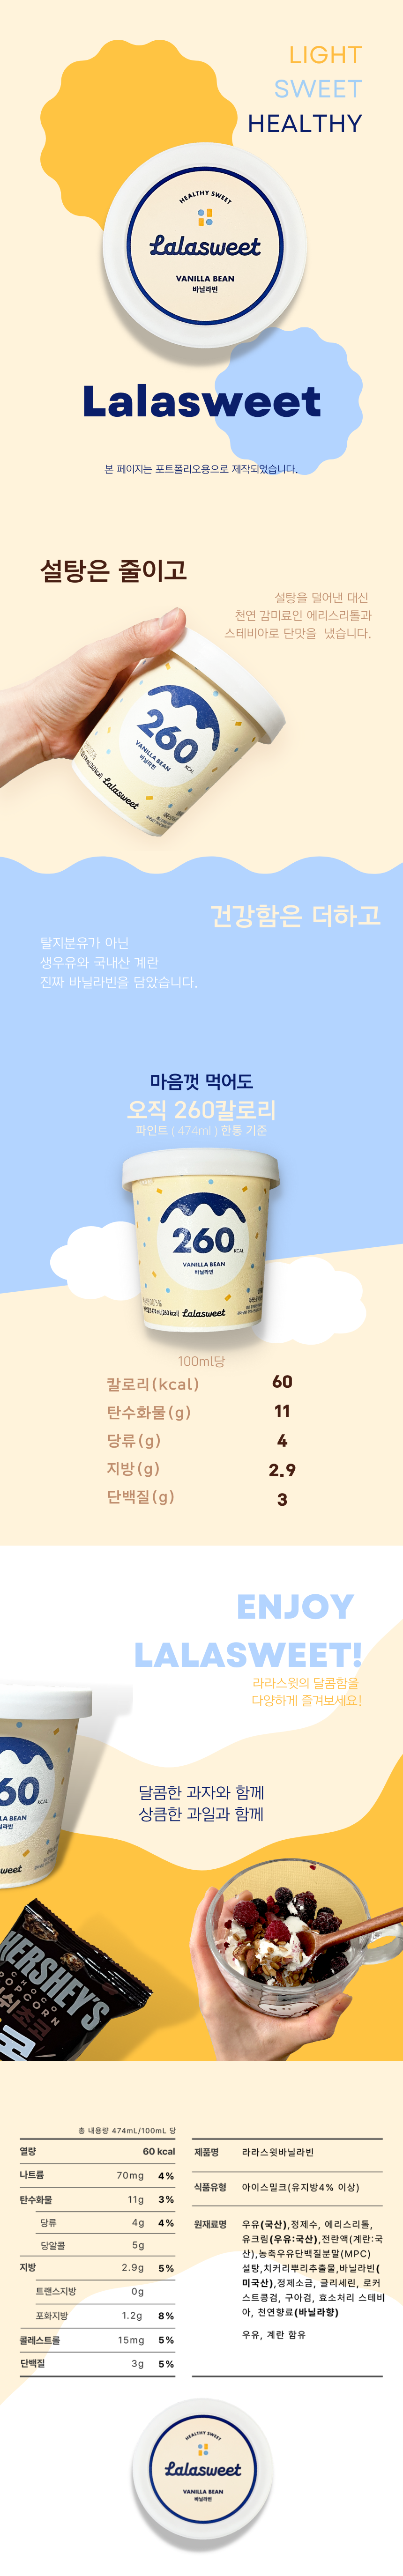 LIGHT
SWEET
HEALTHY
HEALTHY SWEET
Lalasweet
VANILLA BEAN
바닐라빈
Lalasweet
본 페이지는 포트폴리오용으로 제작되었습니다.
설탕은 줄이고
설탕을 덜어낸 대신
천연 감미료인 에리스리톨과
스테비아로 단맛을 냈습니다.
260
KCAL
VANILLA BEAN
바닐라빈
Lalasweet
건강함은 더하고
탈지분유가 아닌
생우유와 국내산 계란
진짜 바닐라빈을 담았습니다.
마음껏 먹어도
오직 260칼로리
파인트 ( 474ml ) 한통 기준
260
KCAL
VANILLA BEAN
바닐라빈
Lalasweet
100ml당
칼로리(kcal) 60
탄수화물(g) 11
당류(g) 4
지방(g) 2.9
단백질(g) 3
ENJOY
LALASWEET!
라라스윗의 달콤함을
다양하게 즐겨보세요!
달콤한 과자와 함께
상큼한 과일과 함께
60
KCAL
LA BEAN
라빈
weet
HERSHEY'S
CHOCO
POPCORN
쉬초코
콘
총 내용량 474mL/100mL 당
열량 60 kcal
나트륨 70mg 4%
탄수화물 11g 3%
당류 4g 4%
당알콜 5g
지방 2.9g 5%
트랜스지방 0g
포화지방 1.2g 8%
콜레스트롤 15mg 5%
단백질 3g 5%
제품명 라라스윗바닐라빈
식품유형 아이스밀크(유지방4% 이상)
원재료명 우유(국산),정제수, 에리스리톨,
유크림(우유:국산),전란액(계란:국
산),농축우유단백질분말(MPC)
설탕,치커리뿌리추출물,바닐라빈(
미국산),정제소금, 글리세린, 로커
스트콩검, 구아검, 효소처리 스테비
아, 천연향료(바닐라향)
우유, 계란 함유
HEALTHY SWEET
Lalasweet
VANILLA BEAN
바닐라빈